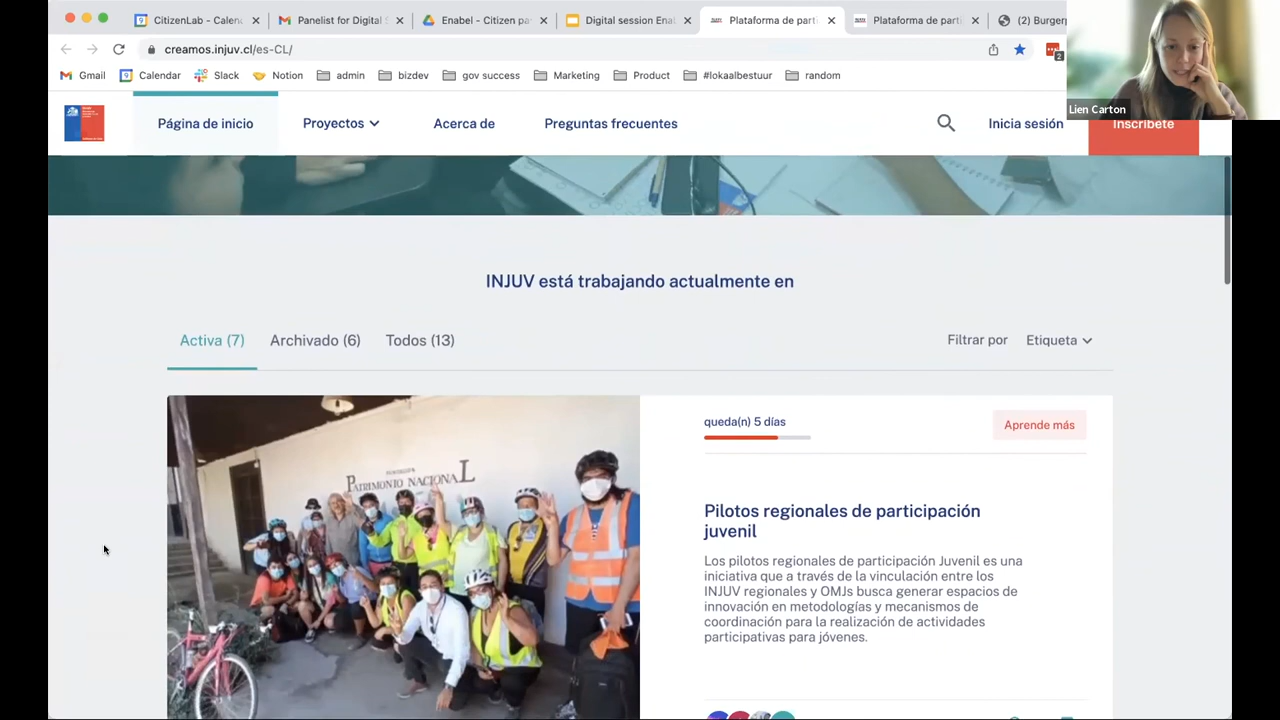 CitizenLab - Calen
Panelist for Digital S
Enabel - Citizen pa
Digital session Ena
Plataforma de part
Plataforma de parti
(2) Burgerp
creamos.injuv.cl/es-CL/
2
Gmail
Calendar
Slack
Notion
admin
bizdev
gov success
Marketing
Product
#lokaalbestuur
random
Lien Carton
Página de inicio
Proyectos
Acerca de
Preguntas frecuentes
Inicia sesión
Inscríbete
INJUV está trabajando actualmente en
Activa (7)
Archivado (6)
Todos (13)
Filtrar por
Etiqueta
PATRIMONIO NACIONAL
queda(n) 5 días
Aprende más
Pilotos regionales de participación
juvenil
Los pilotos regionales de participación Juvenil es una
iniciativa que a través de la vinculación entre los
INJUV regionales y OMJs busca generar espacios de
innovación en metodologías y mecanismos de
coordinación para la realización de actividades
participativas para jóvenes.